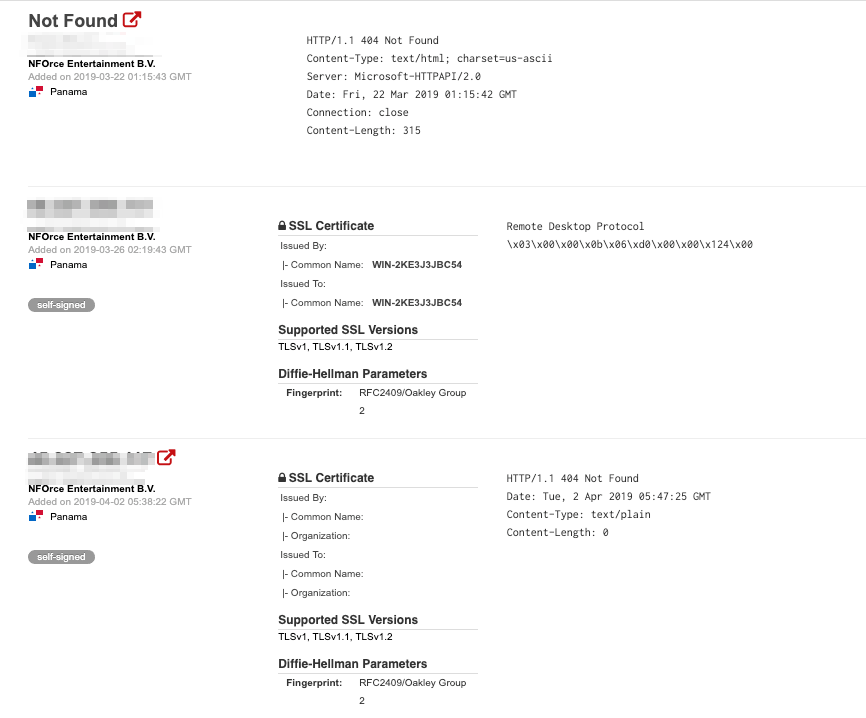 Not Found
NFOrce Entertainment B.V.
Added on 2019-03-22 01:15:43 GMT
Panama
HTTP/1.1 404 Not Found
Content-Type: text/html; charset=us-ascii
Server: Microsoft-HTTPAPI/2.0
Date: Fri, 22 Mar 2019 01:15:42 GMT
Connection: close
Content-Length: 315
NFOrce Entertainment B.V.
Added on 2019-03-26 02:19:43 GMT
Panama
self-signed
SSL Certificate
Issued By:
|- Common Name: WIN-2KE3J3JBC54
Issued To:
|- Common Name: WIN-2KE3J3JBC54
Supported SSL Versions
TLSv1, TLSv1.1, TLSv1.2
Diffie-Hellman Parameters
Fingerprint: RFC2409/Oakley Group
2
Remote Desktop Protocol
\x03\x00\x00\x0b\x06\xd0\x00\x00\x124\x00
NFOrce Entertainment B.V.
Added on 2019-04-02 05:38:22 GMT
Panama
self-signed
SSL Certificate
Issued By:
|- Common Name:
|- Organization:
Issued To:
|- Common Name:
|- Organization:
Supported SSL Versions
TLSv1, TLSv1.1, TLSv1.2
Diffie-Hellman Parameters
Fingerprint: RFC2409/Oakley Group
2
HTTP/1.1 404 Not Found
Date: Tue, 2 Apr 2019 05:47:25 GMT
Content-Type: text/plain
Content-Length: 0